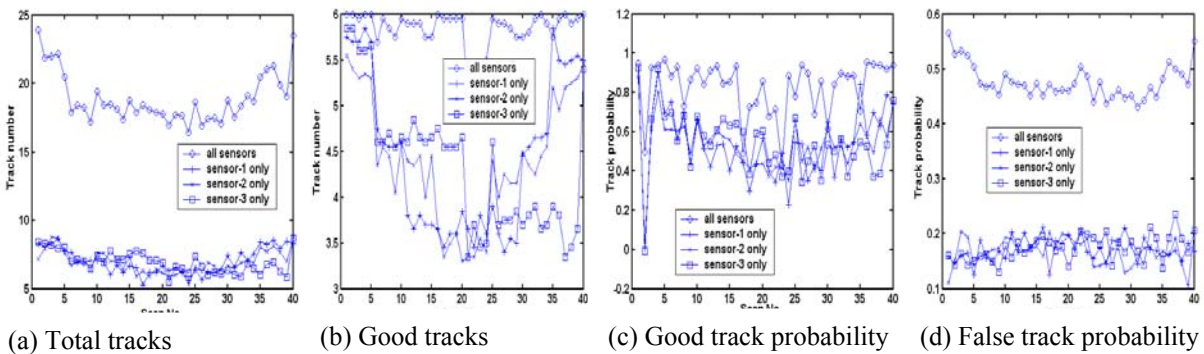 25
20
15
10
5
0 5 10 15 20 25 30 35 40
Track number
all sensors
sensor-1 only
sensor-2 only
sensor-3 only
6
5.5
5
4.5
4
3.5
3
0 5 10 15 20 25 30 35 40
Track number
all sensors
sensor-1 only
sensor-2 only
sensor-3 only
1.2
1
0.8
0.6
0.4
0.2
0
-0.2
0 5 10 15 20 25 30 35 40
Track probability
all sensors
sensor-1 only
sensor-2 only
sensor-3 only
0.6
0.5
0.4
0.3
0.2
0.1
0 5 10 15 20 25 30 35 40
Track probability
all sensors
sensor-1 only
sensor-2 only
sensor-3 only
(a) Total tracks (b) Good tracks (c) Good track probability (d) False track probability